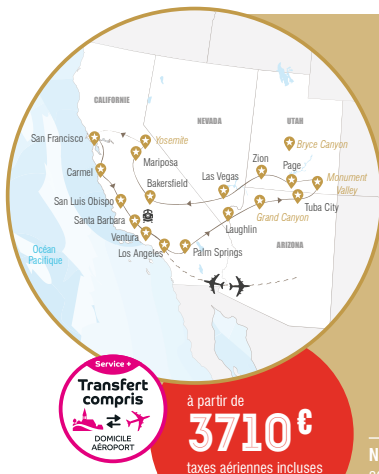 CALIFORNIE
NEVADA
UTAH
San Francisco
Yosemite
Bryce Canyon
Mariposa
Zion
Page
Carmel
Bakersfield
Las Vegas
Monument
Valley
San Luis Obispo
Tuba City
Santa Barbara
Grand Canyon
Laughlin
Ventura
ARIZONA
Océan
Pacifique
Los Angeles
Palm Springs
Service +
Transfert
compris
DOMICILE
AÉROPORT
à partir de
3710€
taxes aériennes incluses
N